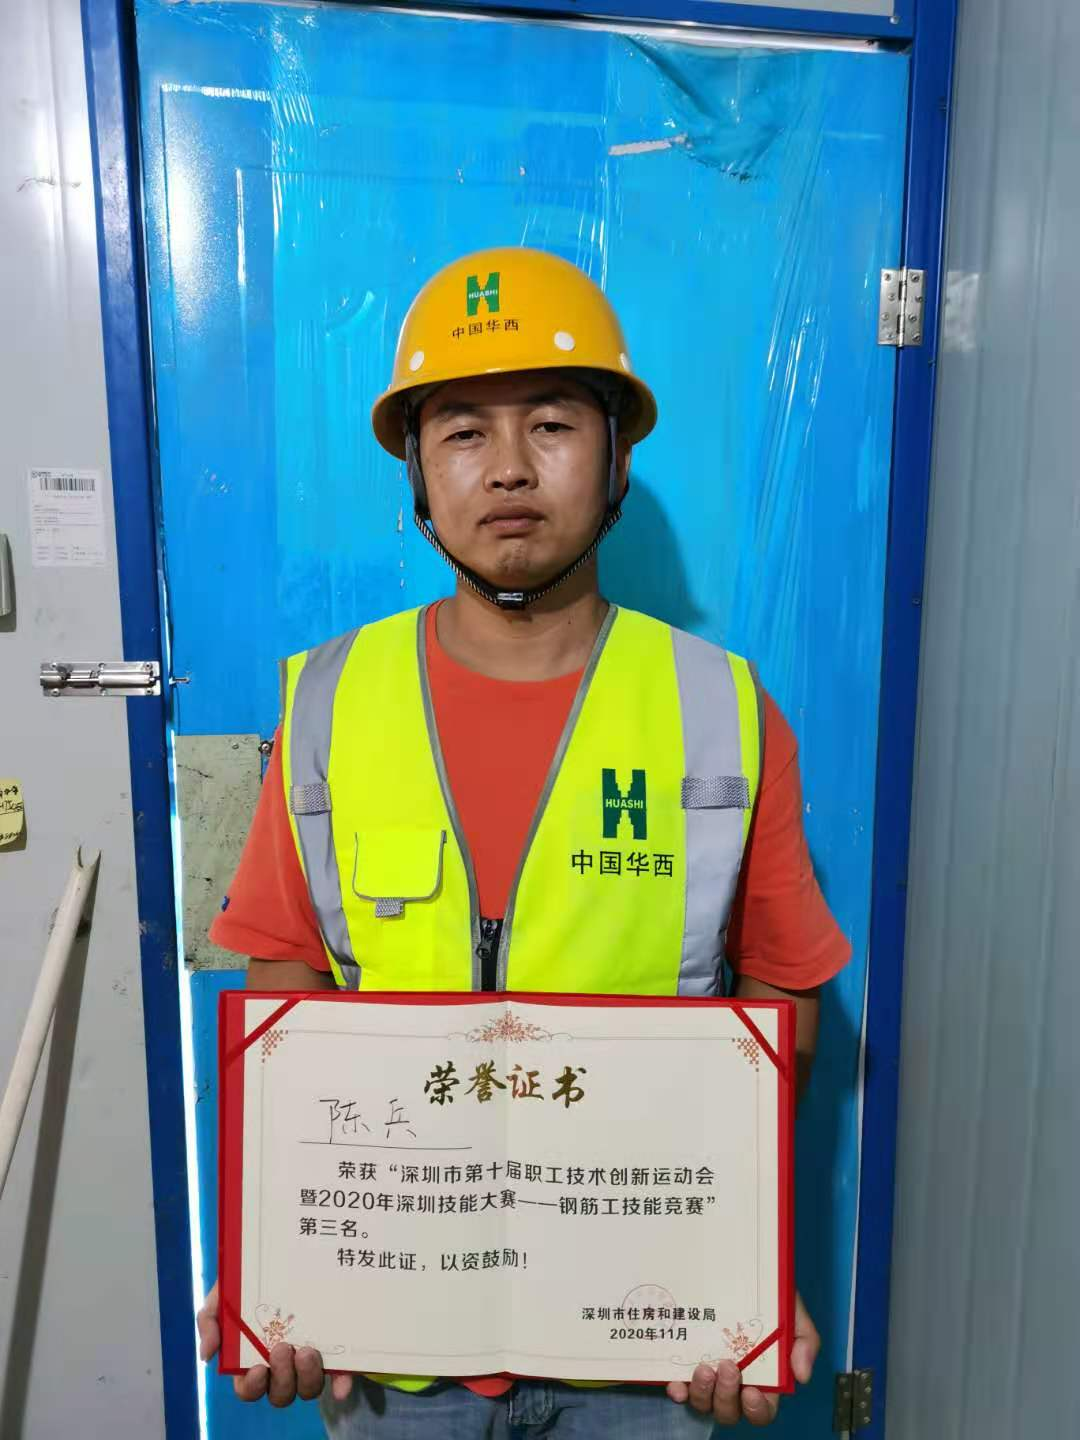 HUASHI
中国华西
HUASHI
中国华西
荣誉证书
陈兵
荣获“深圳市第十届职工技术创新运动会
暨2020年深圳技能大赛——钢筋工技能竞赛”
第三名。
特发此证，以资鼓励！
深圳市住房和建设局
2020年11月